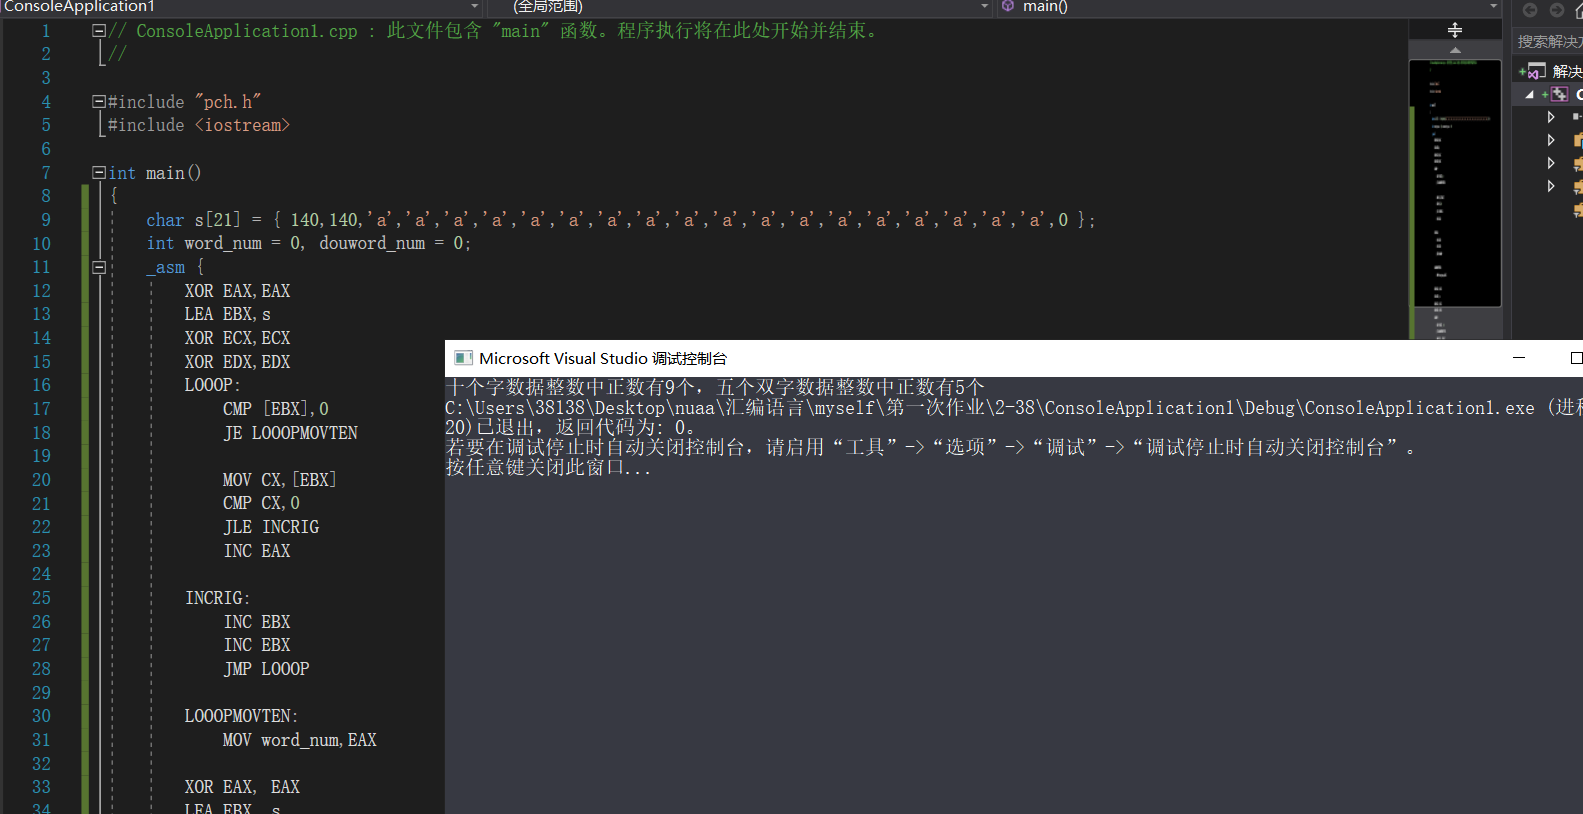 ConsoleApplication1 (全局范围) main()
1 // ConsoleApplication1.cpp : 此文件包含 "main" 函数。程序执行将在此处开始并结束。
2 //
3
4 #include "pch.h"
5 #include <iostream>
6
7 int main()
8 {
9 char s[21] = { 140,140,'a','a','a','a','a','a','a','a','a','a','a','a','a','a','a','a','a','a',0 };
10 int word_num = 0, douword_num = 0;
11 _asm {
12 XOR EAX,EAX
13 LEA EBX,s
14 XOR ECX,ECX
15 XOR EDX,EDX
16 LOOOP:
17 CMP [EBX],0
18 JE LOOOPMOVTEN
19
20 MOV CX,[EBX]
21 CMP CX,0
22 JLE INCRIG
23 INC EAX
24
25 INCRIG:
26 INC EBX
27 INC EBX
28 JMP LOOOP
29
30 LOOOPMOVTEN:
31 MOV word_num,EAX
32
33 XOR EAX, EAX
34 LEA EBX, s
搜索解决方
解决
Microsoft Visual Studio 调试控制台
十个字数据整数中正数有9个，五个双字数据整数中正数有5个
C:\Users\38138\Desktop\nuaa\汇编语言\myself\第一次作业\2-38\ConsoleApplication1\Debug\ConsoleApplication1.exe (进程
20)已退出，返回代码为: 0。
若要在调试停止时自动关闭控制台，请启用“工具”->“选项”->“调试”->“调试停止时自动关闭控制台”。
按任意键关闭此窗口...